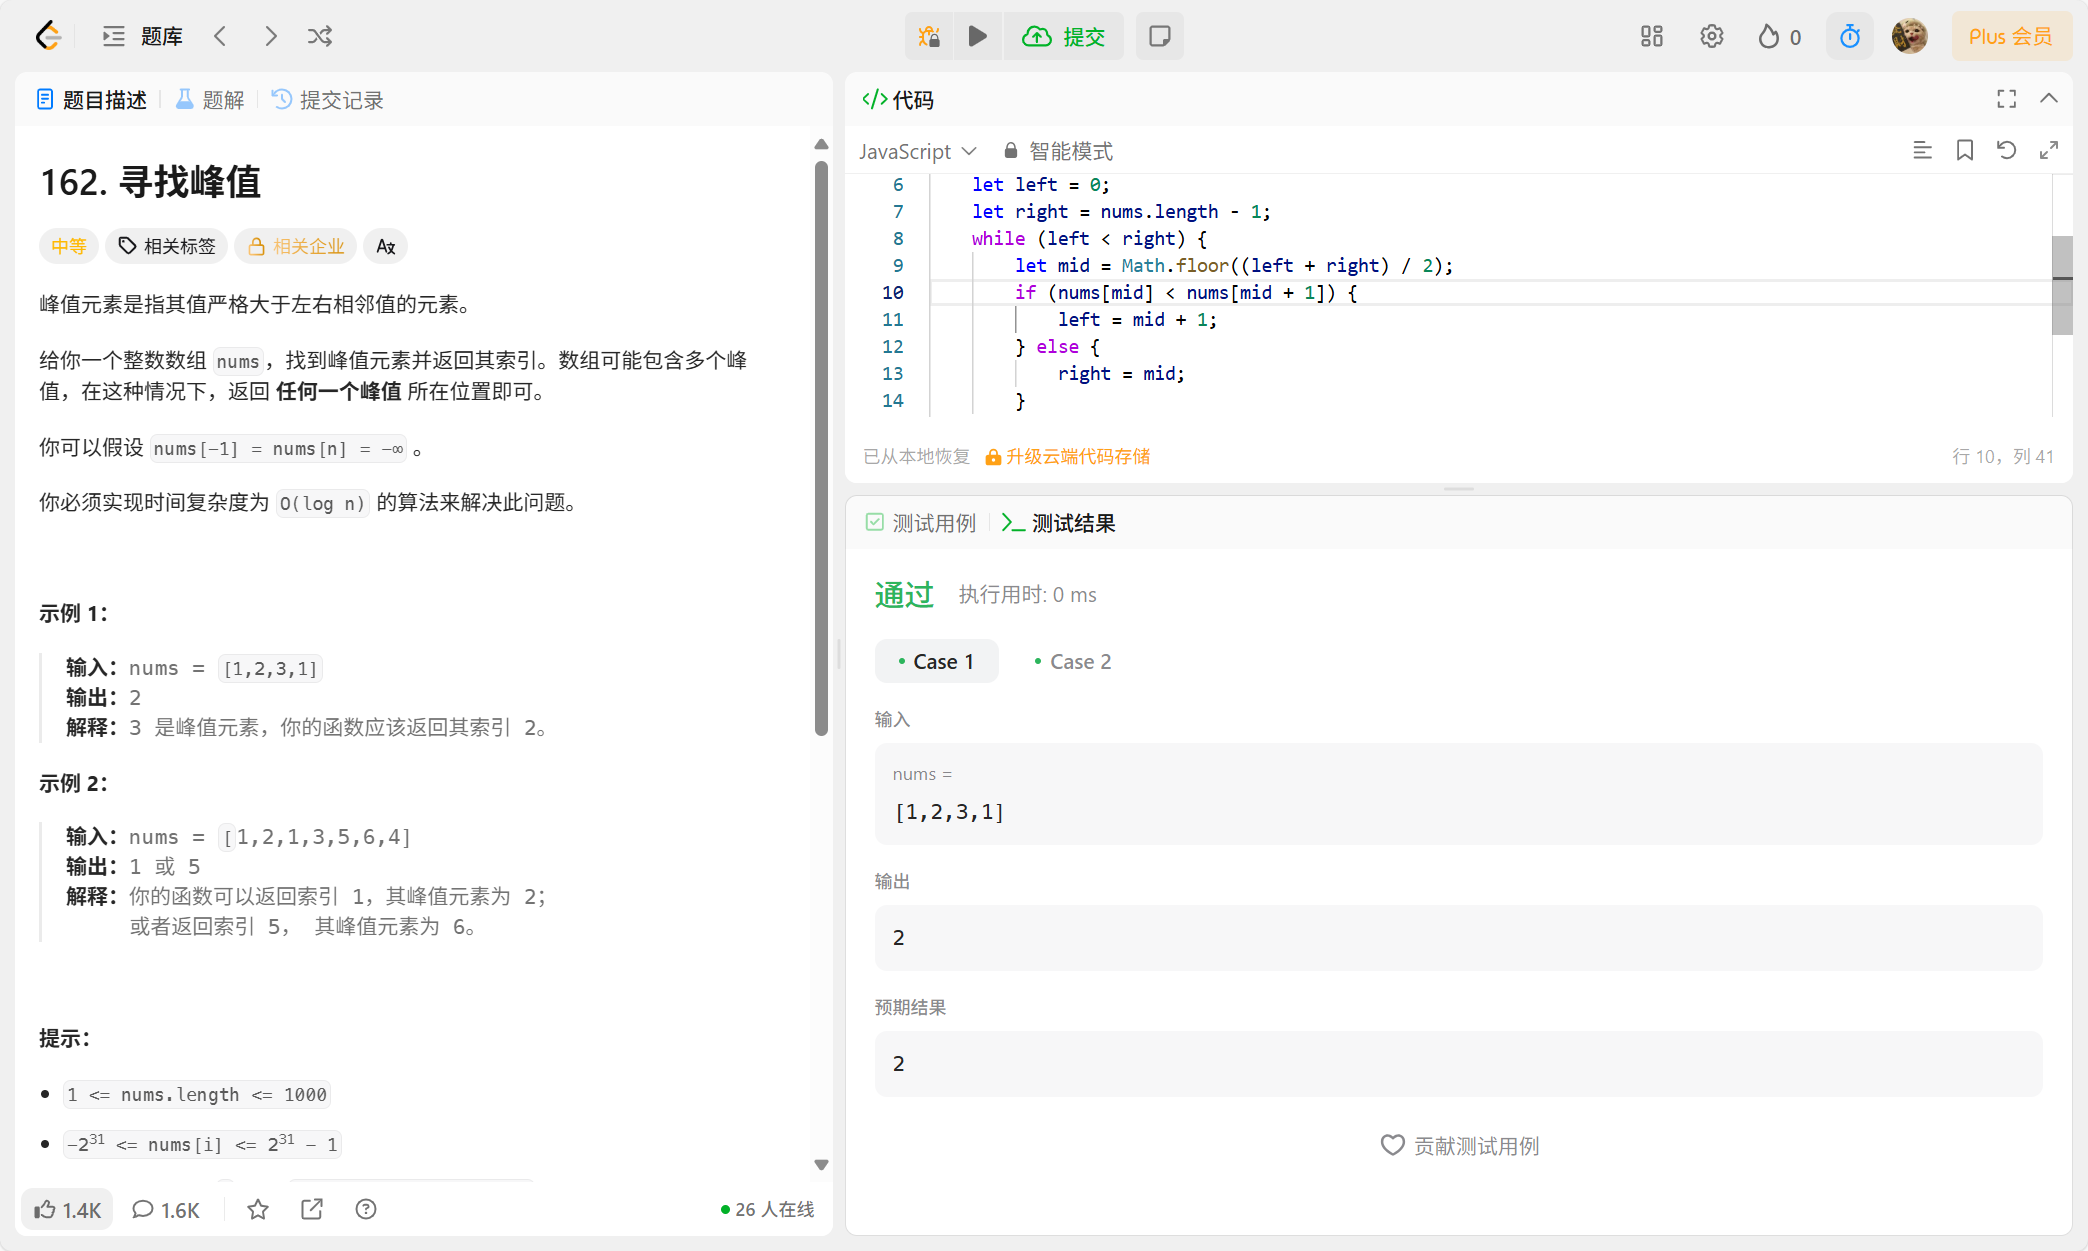 题库
提交
0
Plus 会员
题目描述
题解
提交记录
162. 寻找峰值
中等
相关标签
相关企业
峰值元素是指其值严格大于左右相邻值的元素。
给你一个整数数组 nums，找到峰值元素并返回其索引。数组可能包含多个峰
值，在这种情况下，返回 任何一个峰值 所在位置即可。
你可以假设 nums[-1] = nums[n] = -∞ 。
你必须实现时间复杂度为 O(log n) 的算法来解决此问题。
示例 1：
输入：nums = [1,2,3,1]
输出：2
解释：3 是峰值元素，你的函数应该返回其索引 2。
示例 2：
输入：nums = [1,2,1,3,5,6,4]
输出：1 或 5
解释：你的函数可以返回索引 1，其峰值元素为 2；
或者返回索引 5， 其峰值元素为 6。
提示：
1 <= nums.length <= 1000
-2³¹ <= nums[i] <= 2³¹ - 1
1.4K
1.6K
26 人在线
</> 代码
JavaScript
智能模式
6 let left = 0;
7 let right = nums.length - 1;
8 while (left < right) {
9 let mid = Math.floor((left + right) / 2);
10 if (nums[mid] < nums[mid + 1]) {
11 left = mid + 1;
12 } else {
13 right = mid;
14 }
已从本地恢复
升级云端代码存储
行 10，列 41
测试用例
测试结果
通过
执行用时: 0 ms
Case 1
Case 2
输入
nums =
[1,2,3,1]
输出
2
预期结果
2
贡献测试用例